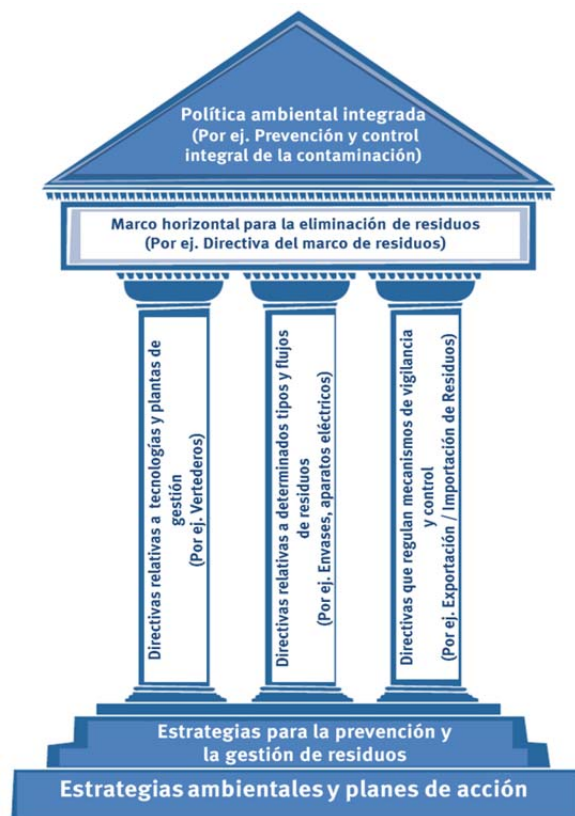 Política ambiental integrada
(Por ej. Prevención y control
integral de la contaminación)
Marco horizontal para la eliminación de residuos
(Por ej. Directiva del marco de residuos)
Directivas relativas a tecnologías y plantas de
gestión
(Por ej. Vertederos)
Directivas relativas a determinados tipos y flujos
de residuos
(Por ej. Envases, aparatos eléctricos)
Directivas que regulan mecanismos de vigilancia
y control
(Por ej. Exportación / Importación de Residuos)
Estrategias para la prevención y
la gestión de residuos
Estrategias ambientales y planes de acción